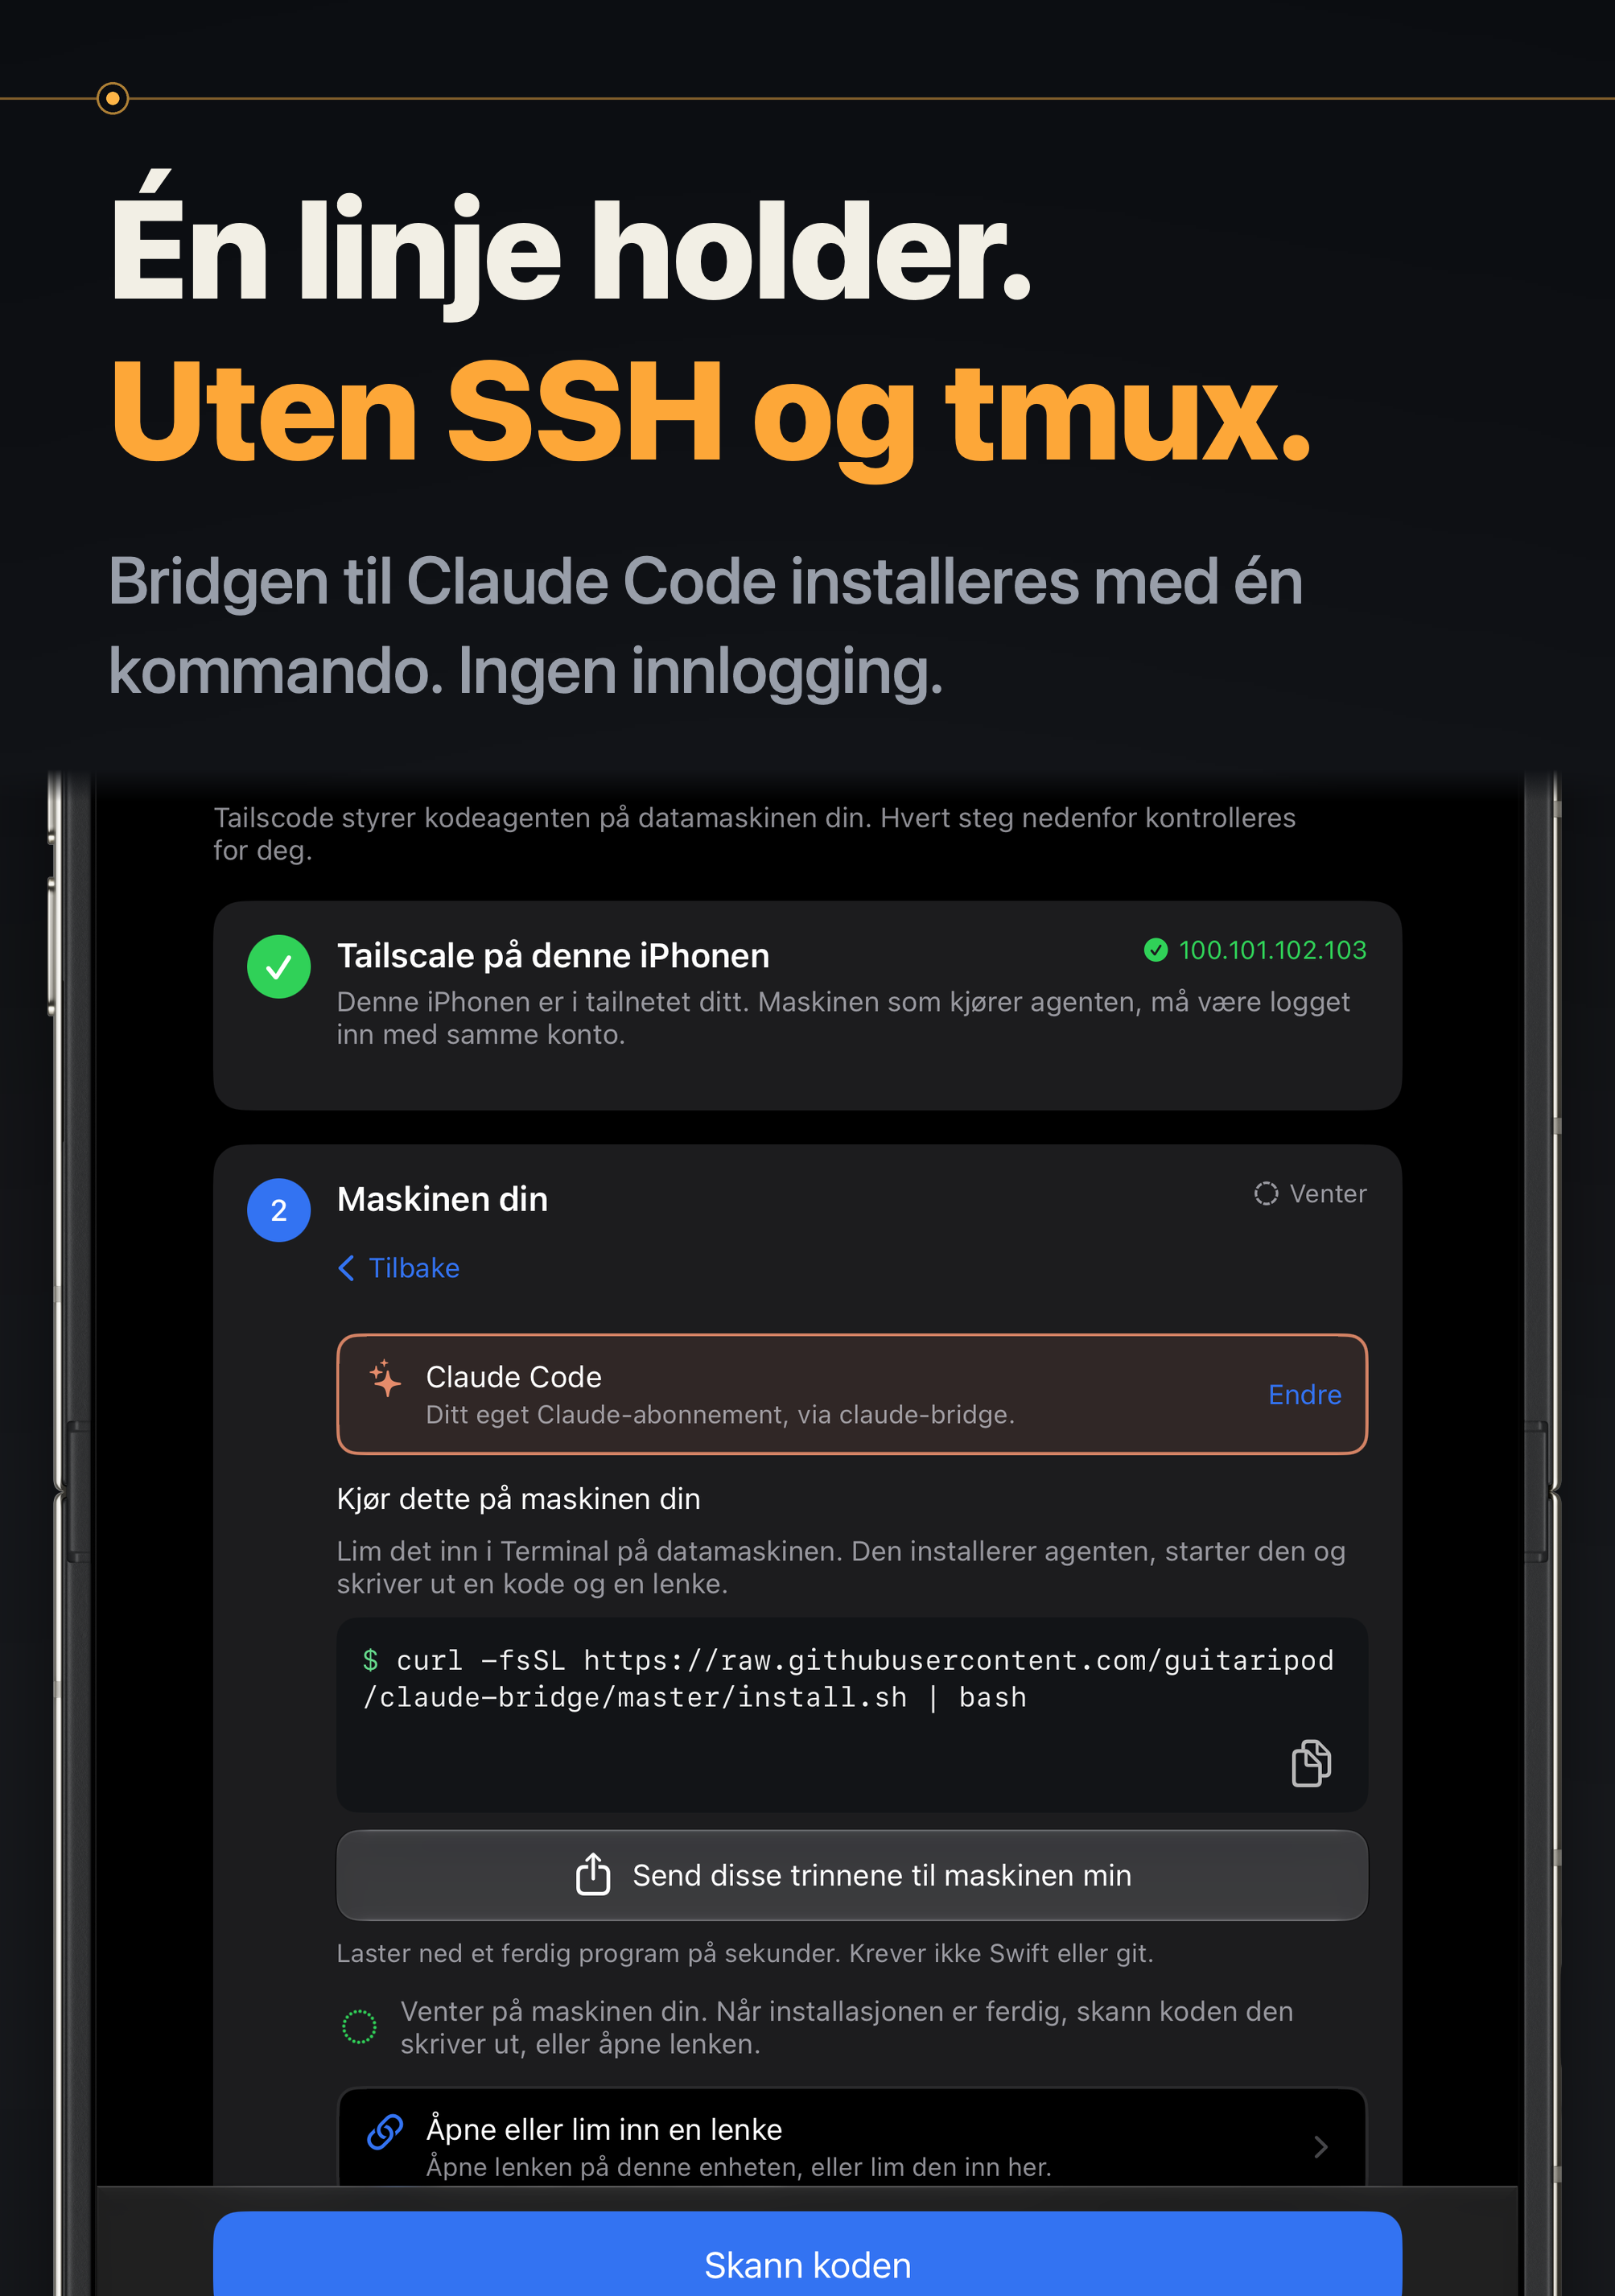 Én linje holder.
Uten SSH og tmux.
Bridgen til Claude Code installeres med én
kommando. Ingen innlogging.
Tailscode styrer kodeagenten på datamaskinen din. Hvert steg nedenfor kontrolleres
for deg.
Tailscale på denne iPhonen
100.101.102.103
Denne iPhonen er i tailnetet ditt. Maskinen som kjører agenten, må være logget
inn med samme konto.
2
Maskinen din
Venter
Tilbake
Claude Code
Ditt eget Claude-abonnement, via claude-bridge.
Endre
Kjør dette på maskinen din
Lim det inn i Terminal på datamaskinen. Den installerer agenten, starter den og
skriver ut en kode og en lenke.
$ curl -fsSL https://raw.githubusercontent.com/guitaripod
/claude-bridge/master/install.sh | bash
Send disse trinnene til maskinen min
Laster ned et ferdig program på sekunder. Krever ikke Swift eller git.
Venter på maskinen din. Når installasjonen er ferdig, skann koden den
skriver ut, eller åpne lenken.
Åpne eller lim inn en lenke
Åpne lenken på denne enheten, eller lim den inn her.
Skann koden